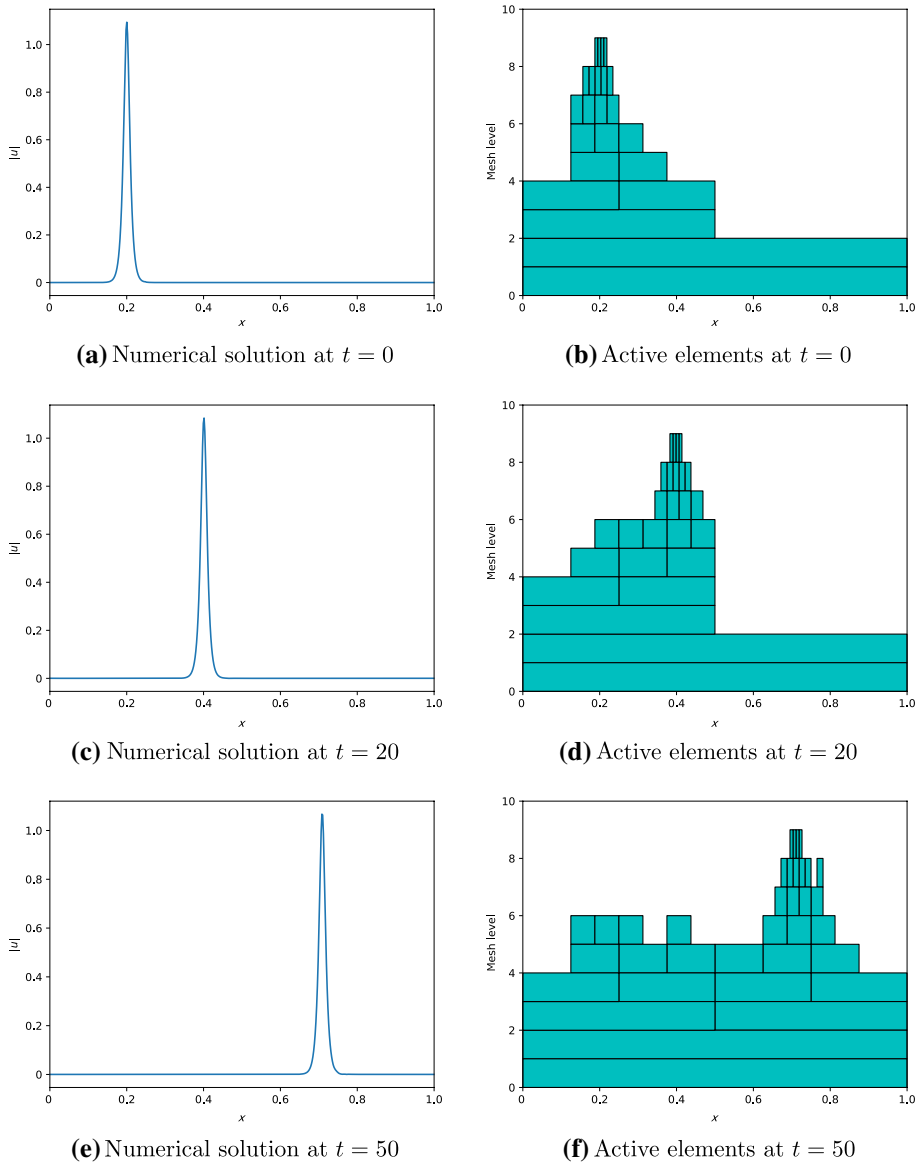 1.0
0.8
0.6
0.4
0.2
0
|u|
0 0.2 0.4 0.6 0.8 1.0
x
(a) Numerical solution at t = 0
10
8
6
4
2
0
Mesh level
0 0.2 0.4 0.6 0.8 1.0
x
(b) Active elements at t = 0
1.0
0.8
0.6
0.4
0.2
0
|u|
0 0.2 0.4 0.6 0.8 1.0
x
(c) Numerical solution at t = 20
10
8
6
4
2
0
Mesh level
0 0.2 0.4 0.6 0.8 1.0
x
(d) Active elements at t = 20
1.0
0.8
0.6
0.4
0.2
0
|u|
0 0.2 0.4 0.6 0.8 1.0
x
(e) Numerical solution at t = 50
10
8
6
4
2
0
Mesh level
0 0.2 0.4 0.6 0.8 1.0
x
(f) Active elements at t = 50